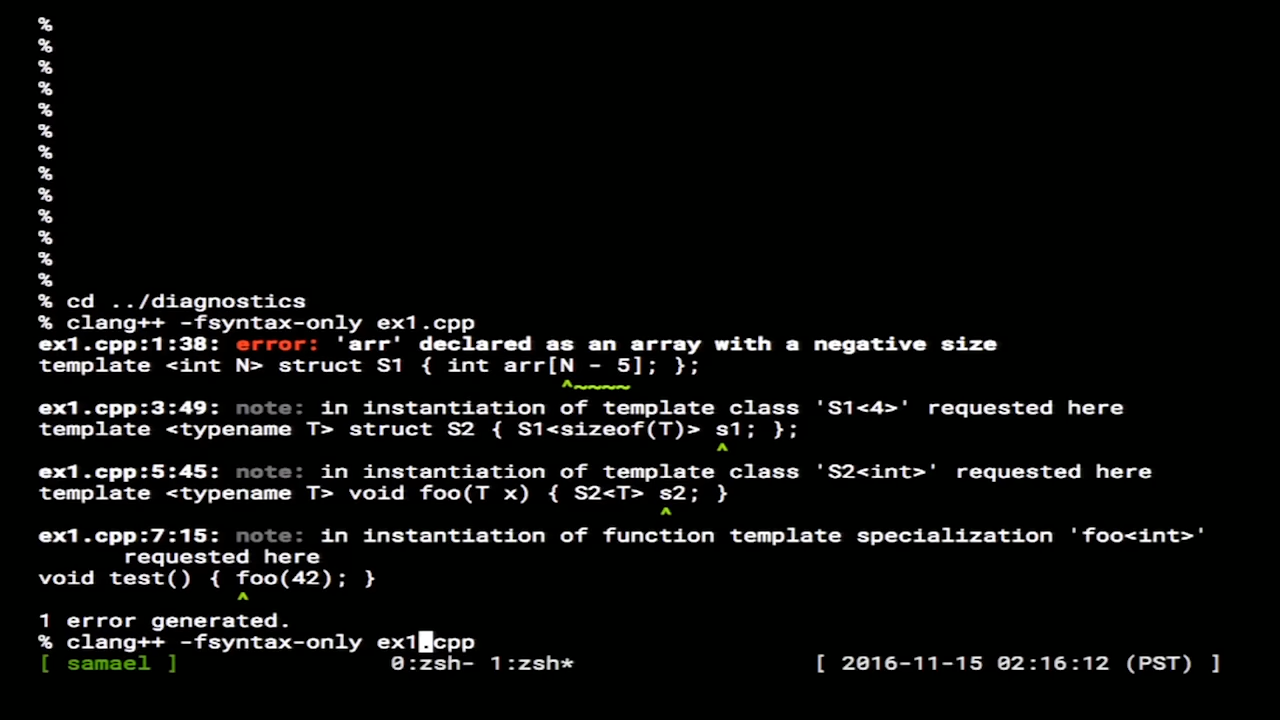 %
%
%
%
%
%
%
%
%
%
%
%
%
% cd ../diagnostics
% clang++ -fsyntax-only ex1.cpp
ex1.cpp:1:38: error: 'arr' declared as an array with a negative size
template <int N> struct S1 { int arr[N - 5]; };
^~~~~
ex1.cpp:3:49: note: in instantiation of template class 'S1<4>' requested here
template <typename T> struct S2 { S1<sizeof(T)> s1; };
^
ex1.cpp:5:45: note: in instantiation of template class 'S2<int>' requested here
template <typename T> void foo(T x) { S2<T> s2; }
^
ex1.cpp:7:15: note: in instantiation of function template specialization 'foo<int>'
requested here
void test() { foo(42); }
^
1 error generated.
% clang++ -fsyntax-only ex1.cpp
[ samael ] 0:zsh- 1:zsh* [ 2016-11-15 02:16:12 (PST) ]